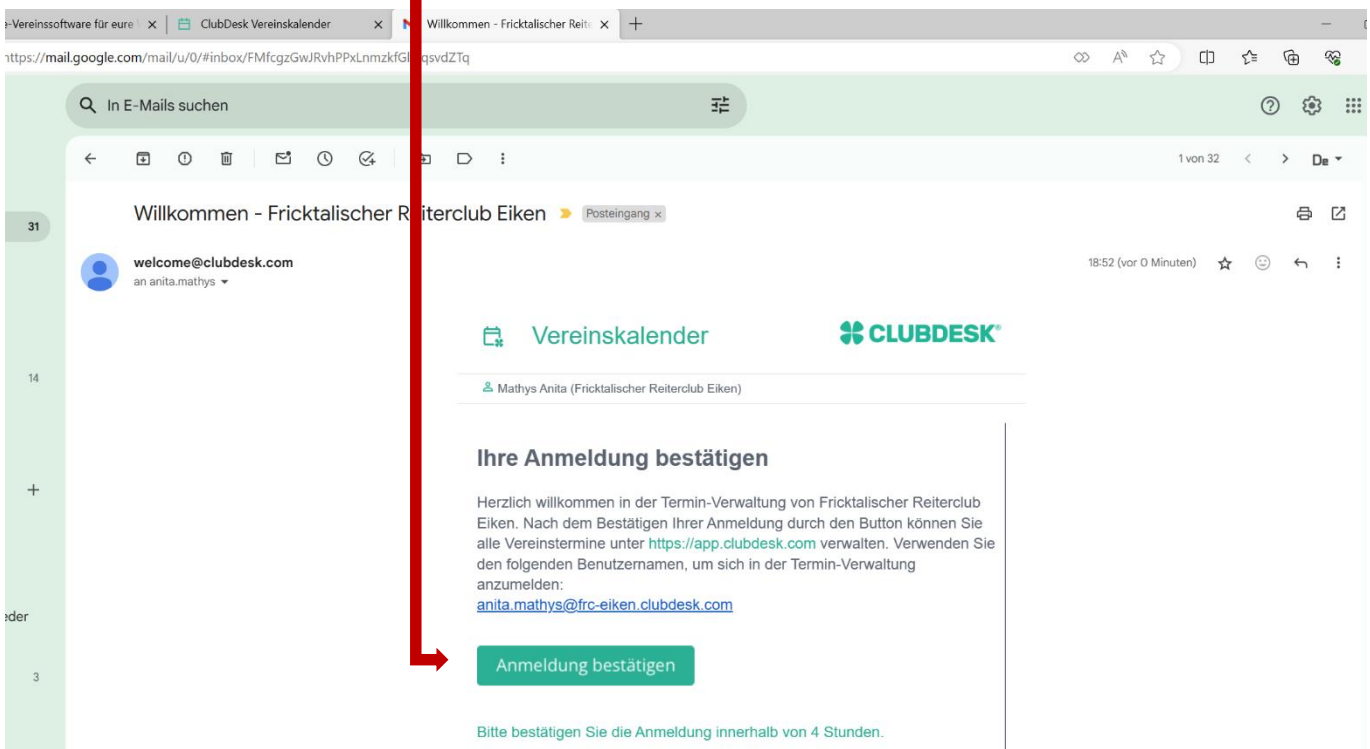 e-Vereinssoftware für eure
ClubDesk Vereinskalender
Willkommen - Fricktalischer Reite
https://mail.google.com/mail/u/0/#inbox/
In E-Mails suchen
1 von 32
De
31
Willkommen - Fricktalischer Reiterclub Eiken
Posteingang x
welcome@clubdesk.com
18:52 (vor 0 Minuten)
an anita.mathys
Vereinskalender
CLUBDESK®
14
Mathys Anita (Fricktalischer Reiterclub Eiken)
Ihre Anmeldung bestätigen
Herzlich willkommen in der Termin-Verwaltung von Fricktalischer Reiterclub
Eiken. Nach dem Bestätigen Ihrer Anmeldung durch den Button können Sie
alle Vereinstermine unter https://app.clubdesk.com verwalten. Verwenden Sie
den folgenden Benutzernamen, um sich in der Termin-Verwaltung
anzumelden:
anita.mathys@frc-eiken.clubdesk.com
eder
Anmeldung bestätigen
3
Bitte bestätigen Sie die Anmeldung innerhalb von 4 Stunden.